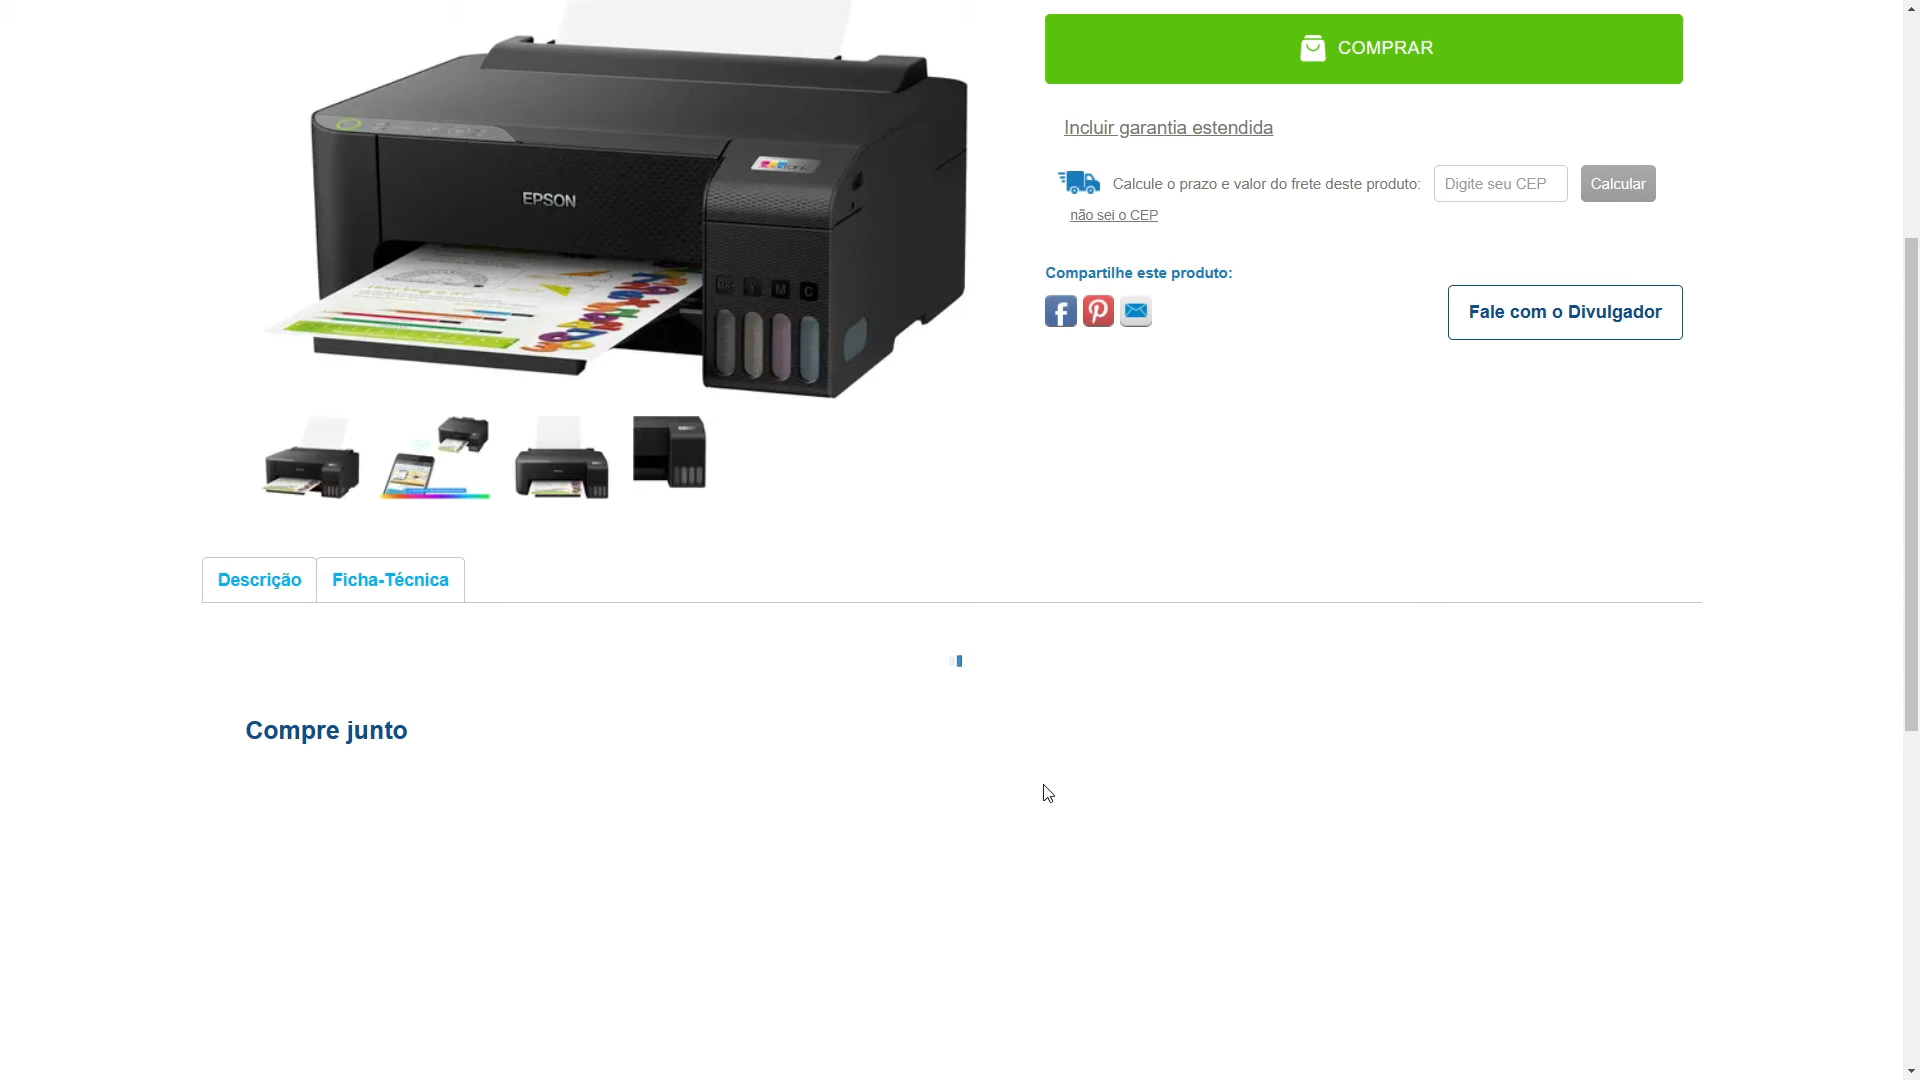 COMPRAR
Incluir garantia estendida
Calcule o prazo e valor do frete deste produto:
Digite seu CEP
Calcular
não sei o CEP
Compartilhe este produto:
Fale com o Divulgador
EPSON
BK Y M C
Descrição
Ficha-Técnica
Compre junto